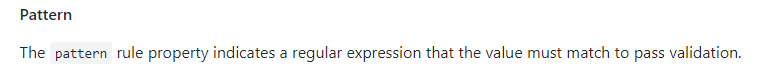 Pattern
The pattern rule property indicates a regular expression that the value must match to pass validation.